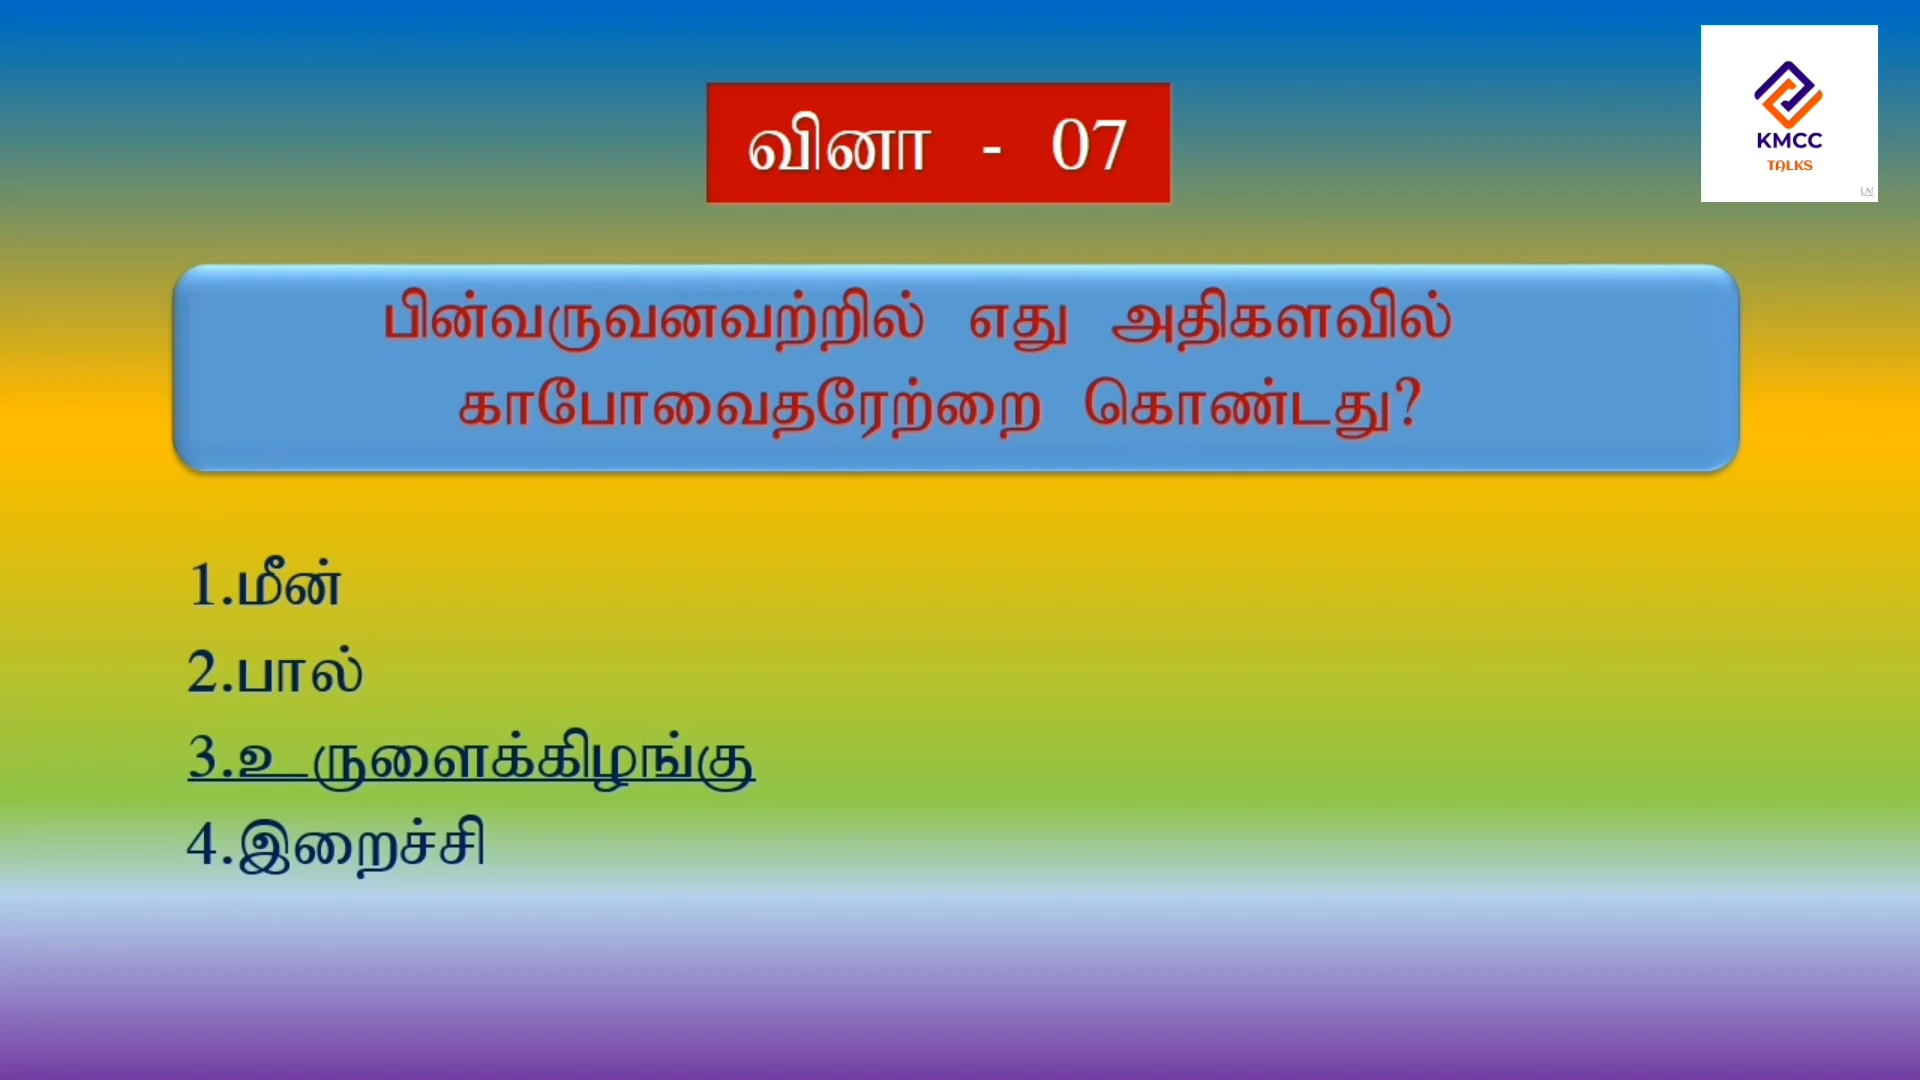 வினா - 07
KMCC
TALKS
பின்வருவனவற்றில் எது அதிகளவில்
காபோவைதரேற்றை கொண்டது?
1.மீன்
2.பால்
3.உருளைக்கிழங்கு
4.இறைச்சி